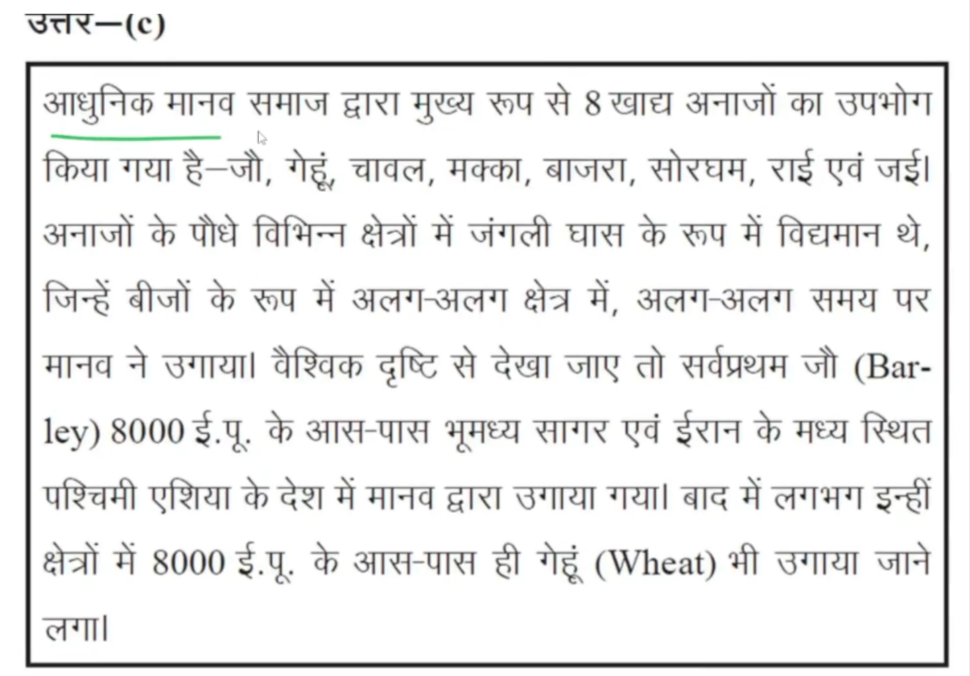 उत्तर–(c)
आधुनिक मानव समाज द्वारा मुख्य रूप से 8 खाद्य अनाजों का उपभोग
किया गया है–जौ, गेहूं, चावल, मक्का, बाजरा, सोरघम, राई एवं जई।
अनाजों के पौधे विभिन्न क्षेत्रों में जंगली घास के रूप में विद्यमान थे,
जिन्हें बीजों के रूप में अलग-अलग क्षेत्र में, अलग-अलग समय पर
मानव ने उगाया। वैश्विक दृष्टि से देखा जाए तो सर्वप्रथम जौ (Bar-
ley) 8000 ई.पू. के आस-पास भूमध्य सागर एवं ईरान के मध्य स्थित
पश्चिमी एशिया के देश में मानव द्वारा उगाया गया। बाद में लगभग इन्हीं
क्षेत्रों में 8000 ई.पू. के आस-पास ही गेहूं (Wheat) भी उगाया जाने
लगा।